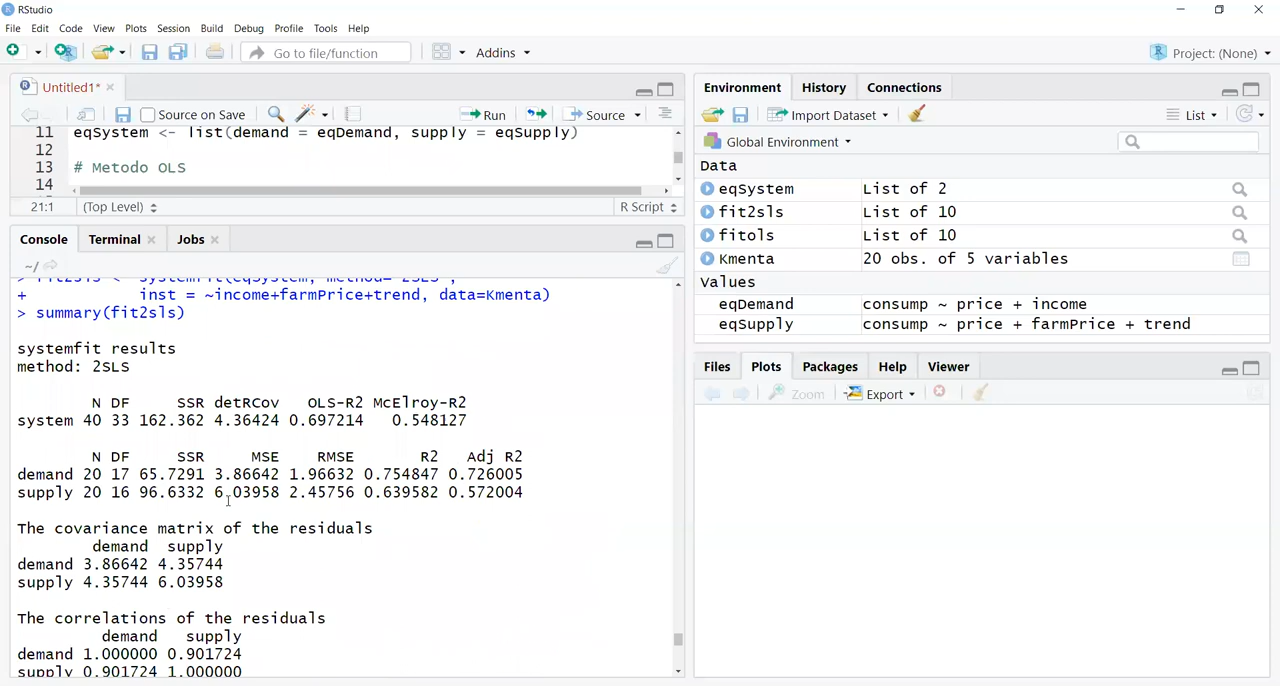 RStudio
File Edit Code View Plots Session Build Debug Profile Tools Help
Go to file/function Addins Project: (None)
Untitled1*
Source on Save Run Source
11 eqSystem <- list(demand = eqDemand, supply = eqSupply)
12
13 # Metodo OLS
14
21:1 (Top Level) R Script
Console Terminal Jobs
~/
> fit2sls <- systemfit(eqSystem, method="2SLS",
+ inst = ~income+farmPrice+trend, data=Kmenta)
> summary(fit2sls)
systemfit results
method: 2SLS
N DF SSR detRCov OLS-R2 McElroy-R2
system 40 33 162.362 4.36424 0.697214 0.548127
N DF SSR MSE RMSE R2 Adj R2
demand 20 17 65.7291 3.86642 1.96632 0.754847 0.726005
supply 20 16 96.6332 6.03958 2.45756 0.639582 0.572004
The covariance matrix of the residuals
demand supply
demand 3.86642 4.35744
supply 4.35744 6.03958
The correlations of the residuals
demand supply
demand 1.000000 0.901724
supply 0.901724 1.000000
Environment History Connections
Import Dataset List
Global Environment
Data
eqSystem List of 2
fit2sls List of 10
fitols List of 10
Kmenta 20 obs. of 5 variables
Values
eqDemand consump ~ price + income
eqSupply consump ~ price + farmPrice + trend
Files Plots Packages Help Viewer
Zoom Export